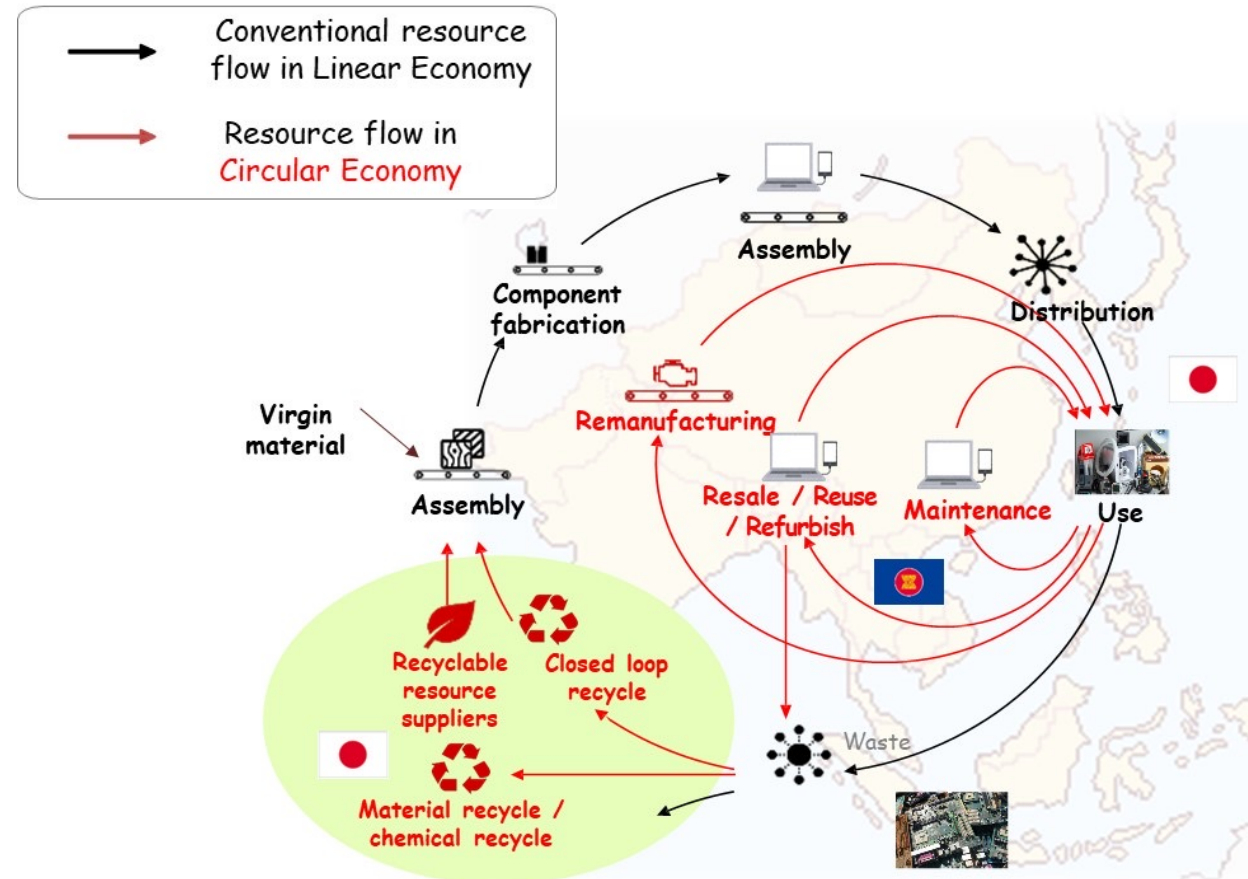 Conventional resource
flow in Linear Economy
Resource flow in
Circular Economy
Assembly
Component
fabrication
Distribution
Virgin
material
Remanufacturing
Assembly
Resale / Reuse
/ Refurbish
Maintenance
Use
Recyclable
resource
suppliers
Closed loop
recycle
Waste
Material recycle /
chemical recycle